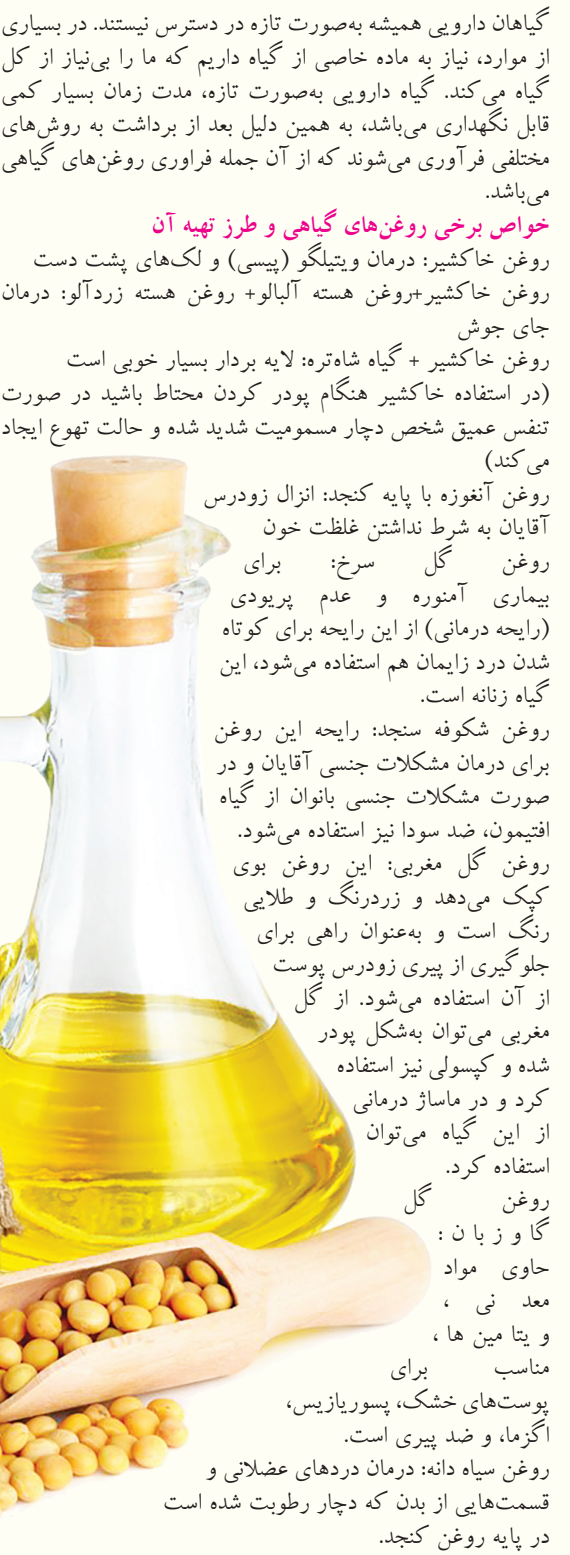 گیاهان دارویی همیشه به‌صورت تازه در دسترس نیستند. در بسیاری
از موارد، نیاز به ماده خاصی از گیاه داریم که ما را بی‌نیاز از کل
گیاه می‌کند. گیاه دارویی به‌صورت تازه، مدت زمان بسیار کمی
قابل نگهداری می‌باشد، به همین دلیل بعد از برداشت به روش‌های
مختلفی فرآوری می‌شوند که از آن جمله فراوری روغن‌های گیاهی
می‌باشد.
خواص برخی روغن‌های گیاهی و طرز تهیه آن
روغن خاکشیر: درمان ویتیلگو (پیسی) و لک‌های پشت دست
روغن خاکشیر+روغن هسته آلبالو+ روغن هسته زردآلو: درمان
جای جوش
روغن خاکشیر + گیاه شاه‌تره: لایه بردار بسیار خوبی است
(در استفاده خاکشیر هنگام پودر کردن محتاط باشید در صورت
تنفس عمیق شخص دچار مسمومیت شدید شده و حالت تهوع ایجاد
می‌کند)
روغن آنغوزه با پایه کنجد: انزال زودرس
آقایان به شرط نداشتن غلظت خون
روغن گل سرخ: برای
بیماری آمنوره و عدم پریودی
(رایحه درمانی) از این رایحه برای کوتاه
شدن درد زایمان هم استفاده می‌شود، این
گیاه زنانه است.
روغن شکوفه سنجد: رایحه این روغن
برای درمان مشکلات جنسی آقایان و در
صورت مشکلات جنسی بانوان از گیاه
افتیمون، ضد سودا نیز استفاده می‌شود.
روغن گل مغربی: این روغن بوی
کپک می‌دهد و زردرنگ و طلایی
رنگ است و به‌عنوان راهی برای
جلوگیری از پیری زودرس پوست
از آن استفاده می‌شود. از گل
مغربی می‌توان به‌شکل پودر
شده و کپسولی نیز استفاده
کرد و در ماساژ درمانی
از این گیاه می‌توان
استفاده کرد.
روغن گل
گاوزبان:
حاوی مواد
معدنی،
ویتامین‌ها،
مناسب برای
پوست‌های خشک، پسوریازیس،
اگزما، و ضد پیری است.
روغن سیاه دانه: درمان دردهای عضلانی و
قسمت‌هایی از بدن که دچار رطوبت شده است
در پایه روغن کنجد.